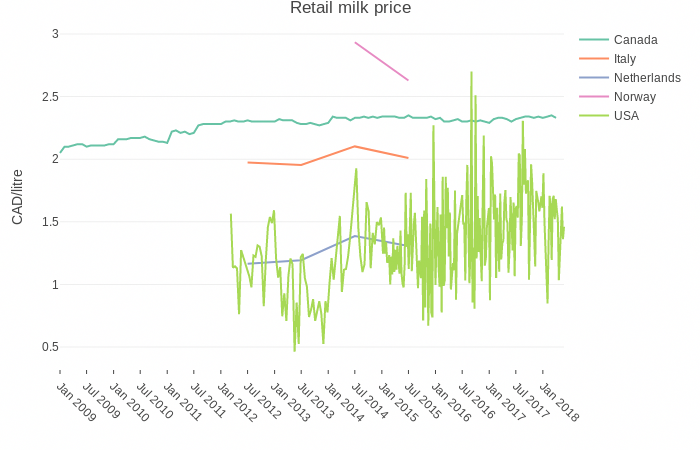 Retail milk price
CAD/litre
3
2.5
2
1.5
1
0.5
Jan 2009
Jul 2009
Jan 2010
Jul 2010
Jan 2011
Jul 2011
Jan 2012
Jul 2012
Jan 2013
Jul 2013
Jan 2014
Jul 2014
Jan 2015
Jul 2015
Jan 2016
Jul 2016
Jan 2017
Jul 2017
Jan 2018
Canada
Italy
Netherlands
Norway
USA